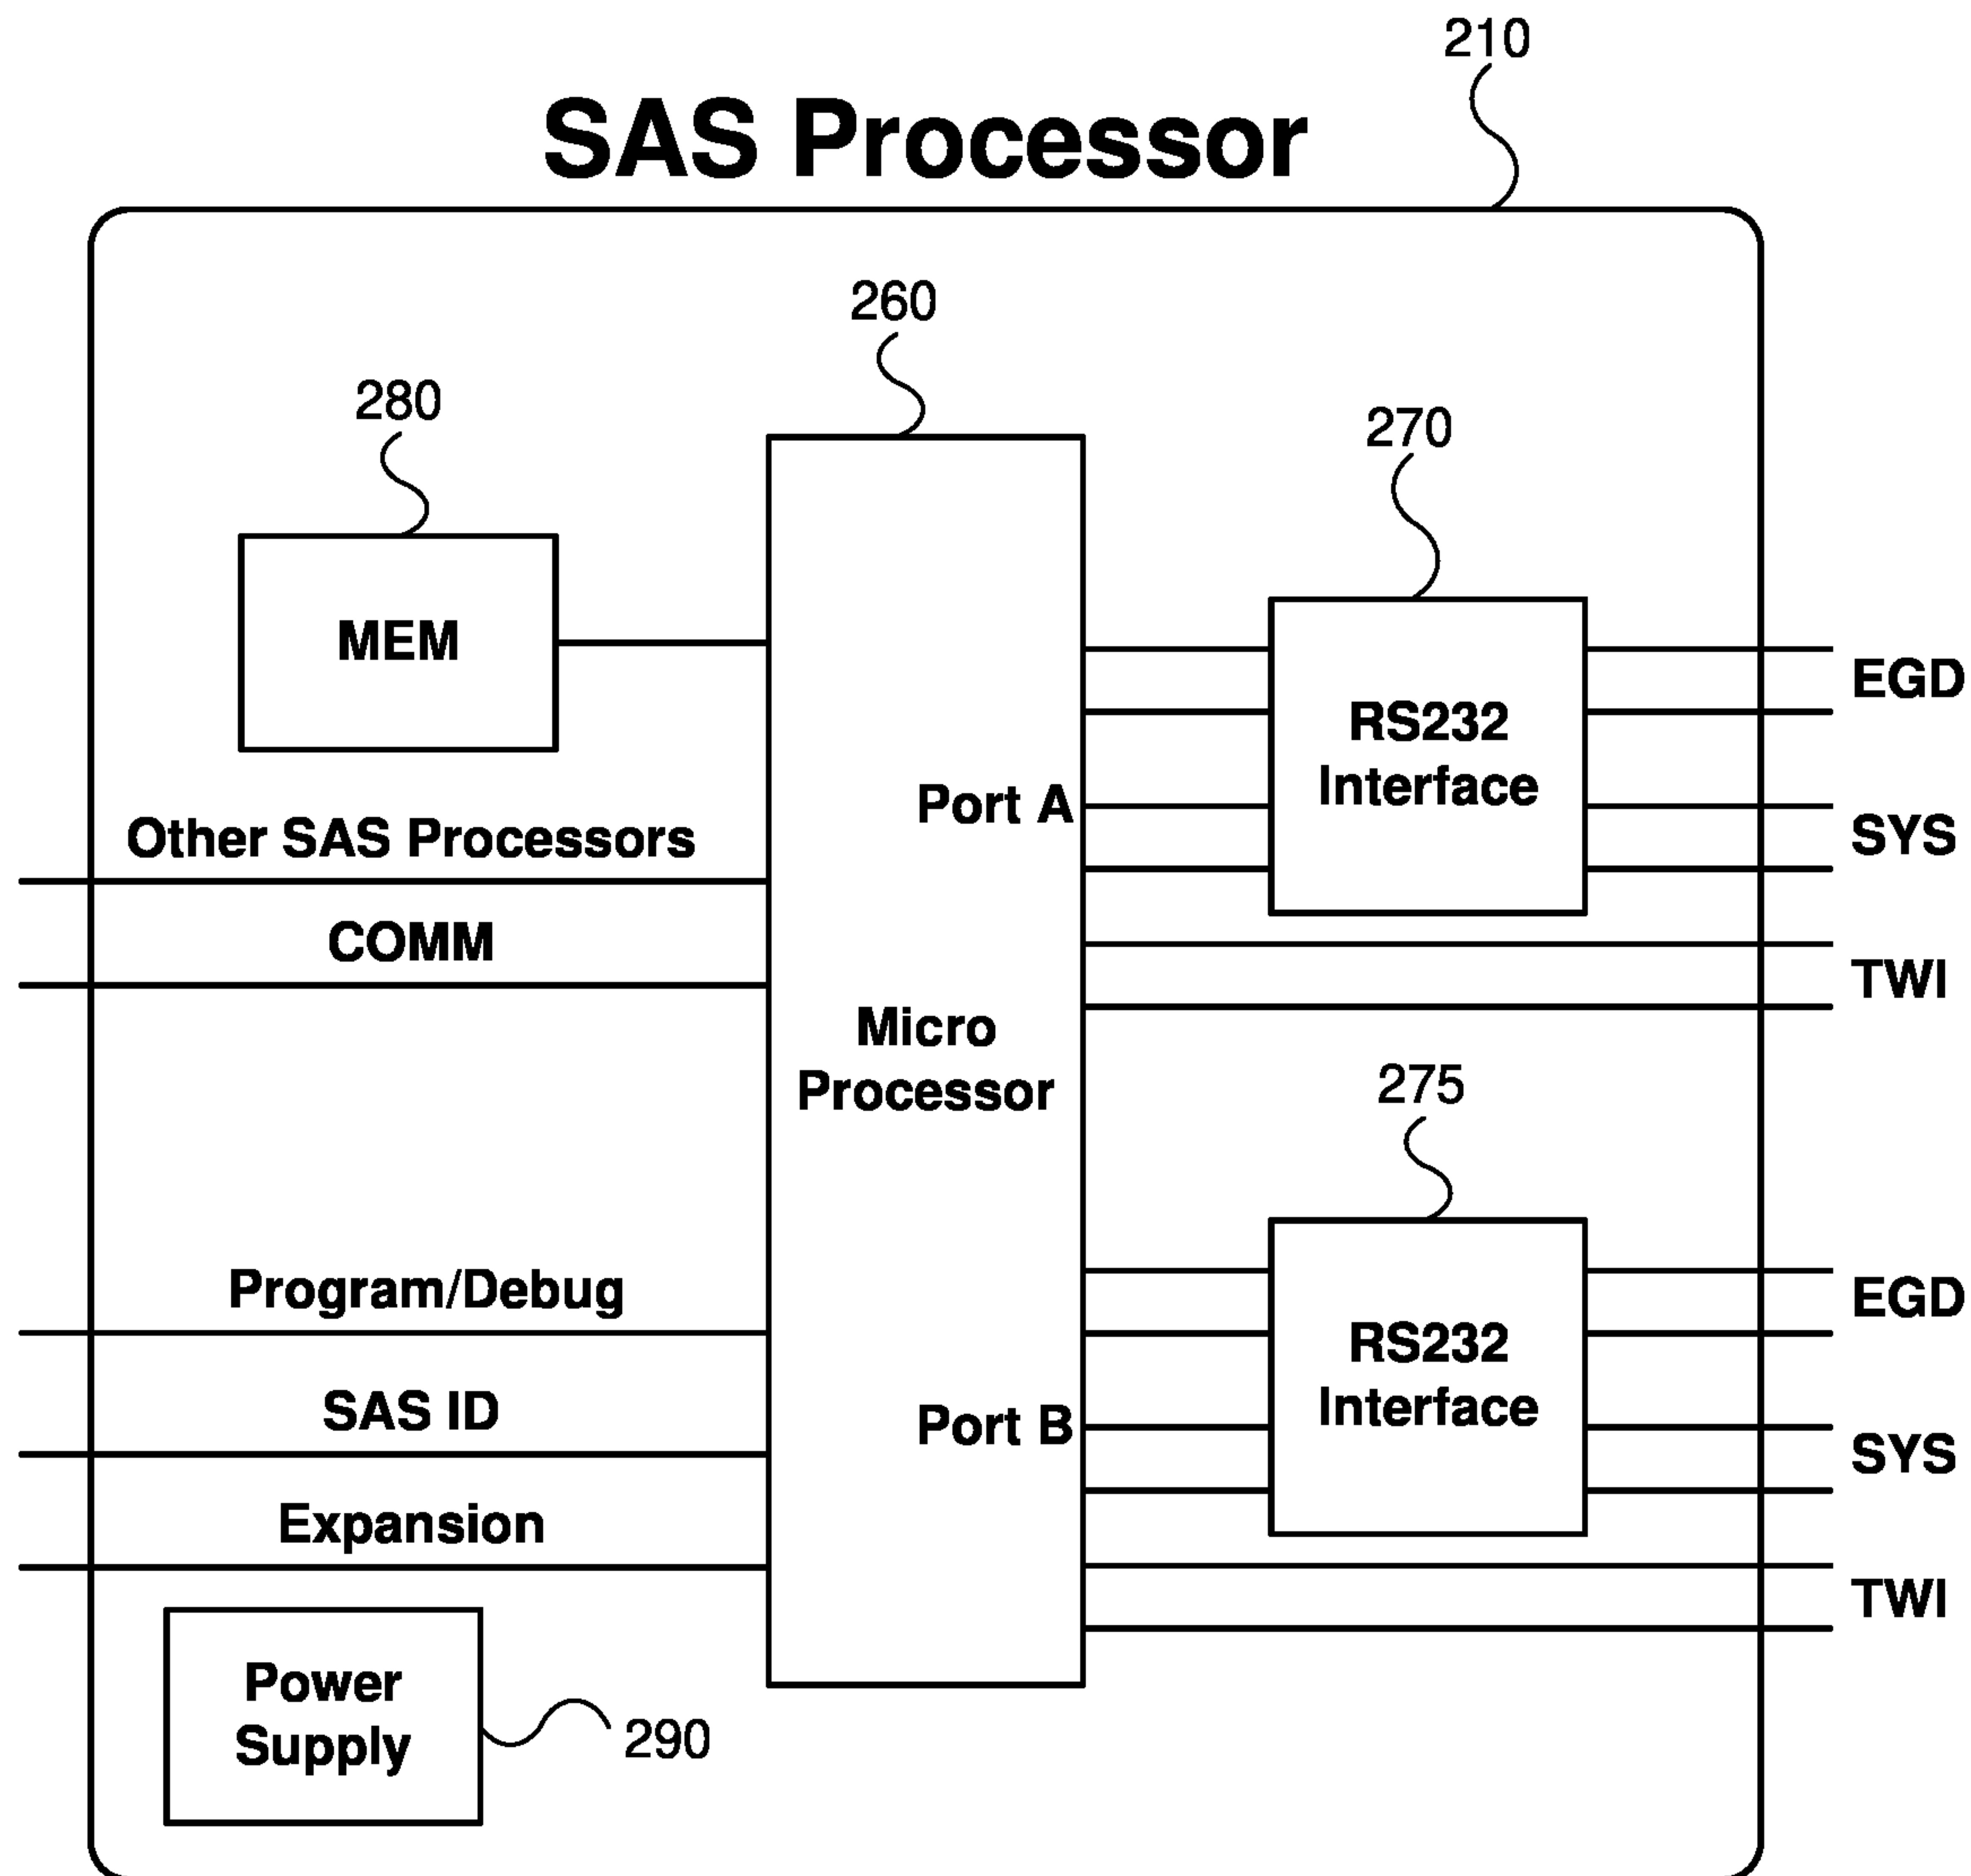 210
SAS Processor
260
280
270
MEM
EGD
RS232
Interface
Port A
Other SAS Processors
SYS
COMM
TWI
Micro
Processor
275
Program/Debug
EGD
RS232
Interface
SAS ID
Port B
SYS
Expansion
TWI
Power
Supply
290